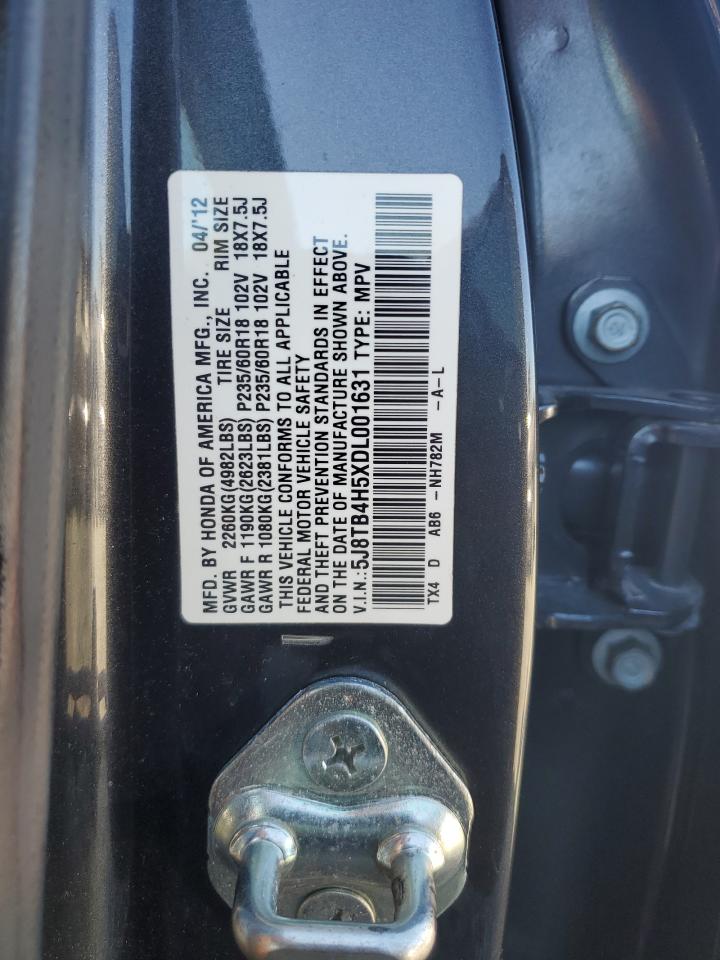 MFD. BY HONDA OF AMERICA MFG., INC. 04/'12
GVWR 2260KG(4982LBS) TIRE SIZE RIM SIZE
GAWR F 1190KG(2623LBS) P235/60R18 102V 18X7.5J
GAWR R 1080KG(2381LBS) P235/60R18 102V 18X7.5J
THIS VEHICLE CONFORMS TO ALL APPLICABLE
FEDERAL MOTOR VEHICLE SAFETY
AND THEFT PREVENTION STANDARDS IN EFFECT
ON THE DATE OF MANUFACTURE SHOWN ABOVE.
V.I.N.: 5J8TB4H5XDL001631 TYPE: MPV
TX4 D AB6 -NH782M -A-L